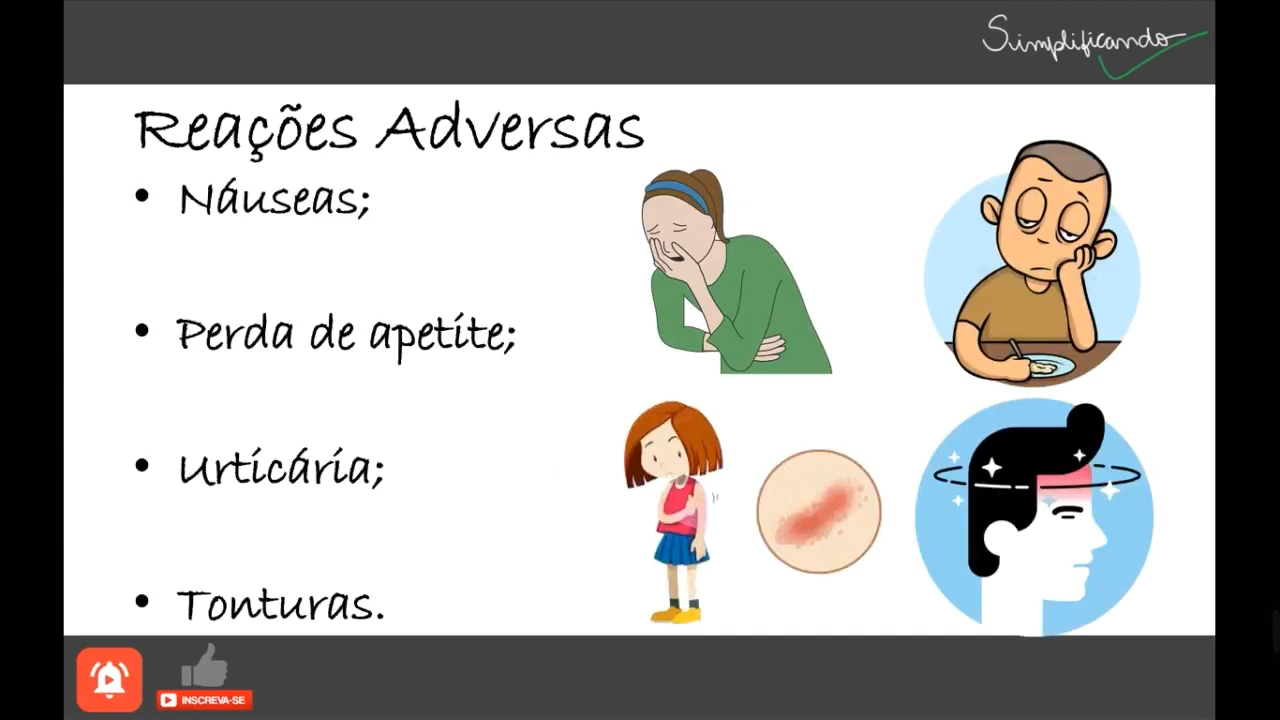 Simplificando
Reações Adversas
• Náuseas;
• Perda de apetite;
• Urticária;
• Tonturas.
INSCREVA-SE